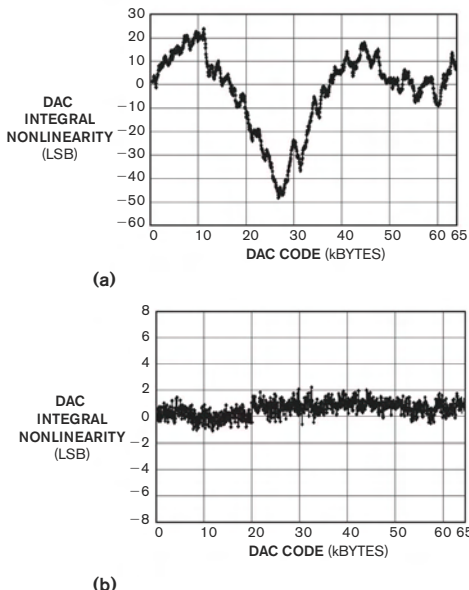 30
20
10
0
−10
−20
−30
−40
−50
−60
DAC
INTEGRAL
NONLINEARITY
(LSB)
0 10 20 30 40 50 60 65
DAC CODE (kBYTES)
(a)
8
6
4
2
0
−2
−4
−6
−8
DAC
INTEGRAL
NONLINEARITY
(LSB)
0 10 20 30 40 50 60 65
DAC CODE (kBYTES)
(b)